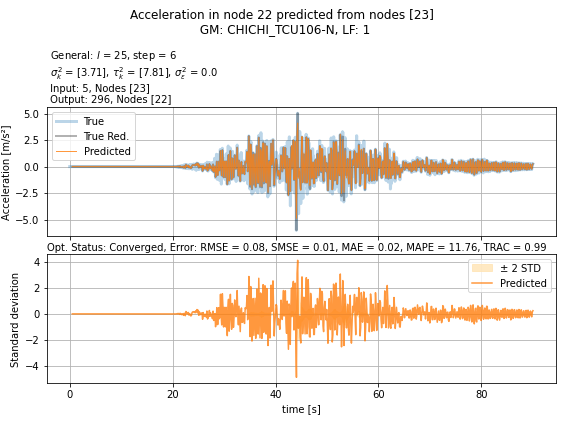 Acceleration in node 22 predicted from nodes [23]
GM: CHICHI_TCU106-N, LF: 1
General: l = 25, step = 6
σ²ₖ = [3.71], τ²ₖ = [7.81], σ²ε = 0.0
Input: 5, Nodes [23]
Output: 296, Nodes [22]
Acceleration [m/s²]
5.0
2.5
0.0
−2.5
−5.0
True
True Red.
Predicted
Opt. Status: Converged, Error: RMSE = 0.08, SMSE = 0.01, MAE = 0.02, MAPE = 11.76, TRAC = 0.99
Standard deviation
4
2
0
−2
−4
± 2 STD
Predicted
0 20 40 60 80
time [s]